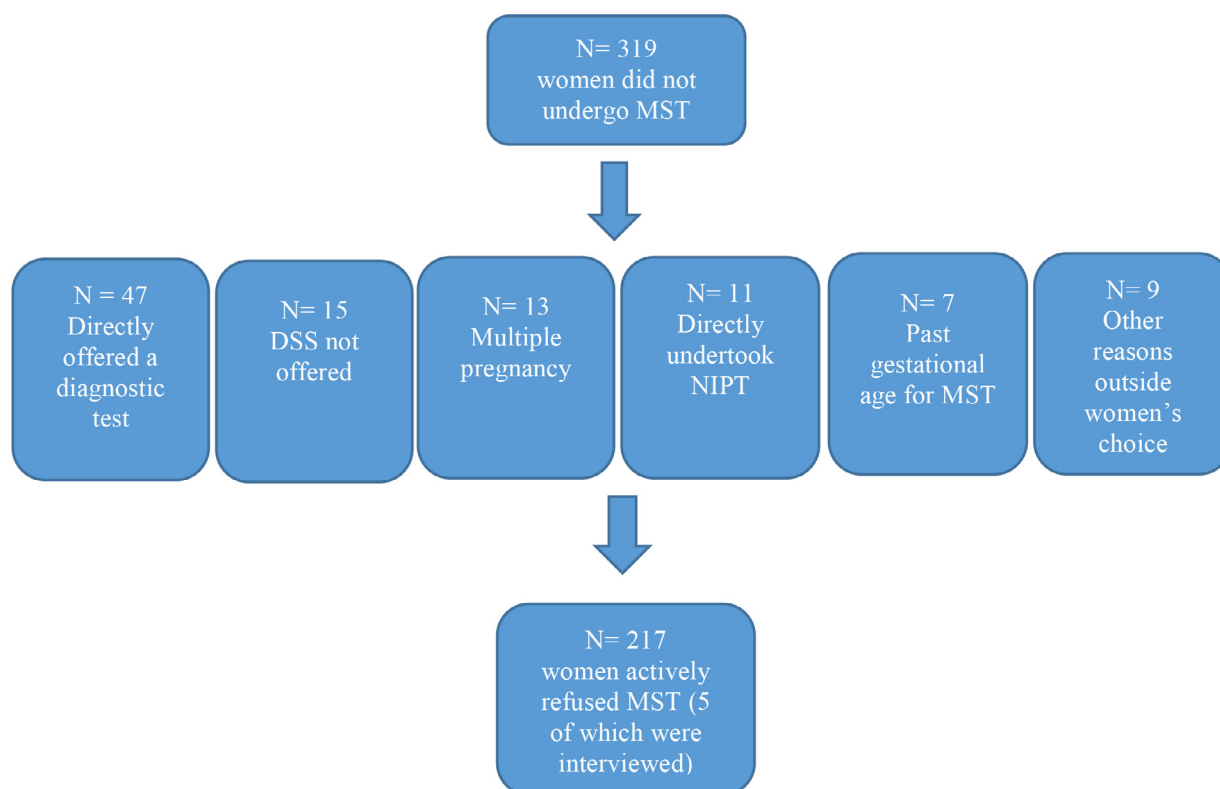 N= 319
women did not
undergo MST
N = 47
Directly
offered a
diagnostic
test
N= 15
DSS not
offered
N= 13
Multiple
pregnancy
N= 11
Directly
undertook
NIPT
N= 7
Past
gestational
age for MST
N= 9
Other
reasons
outside
women’s
choice
N= 217
women actively
refused MST (5
of which were
interviewed)